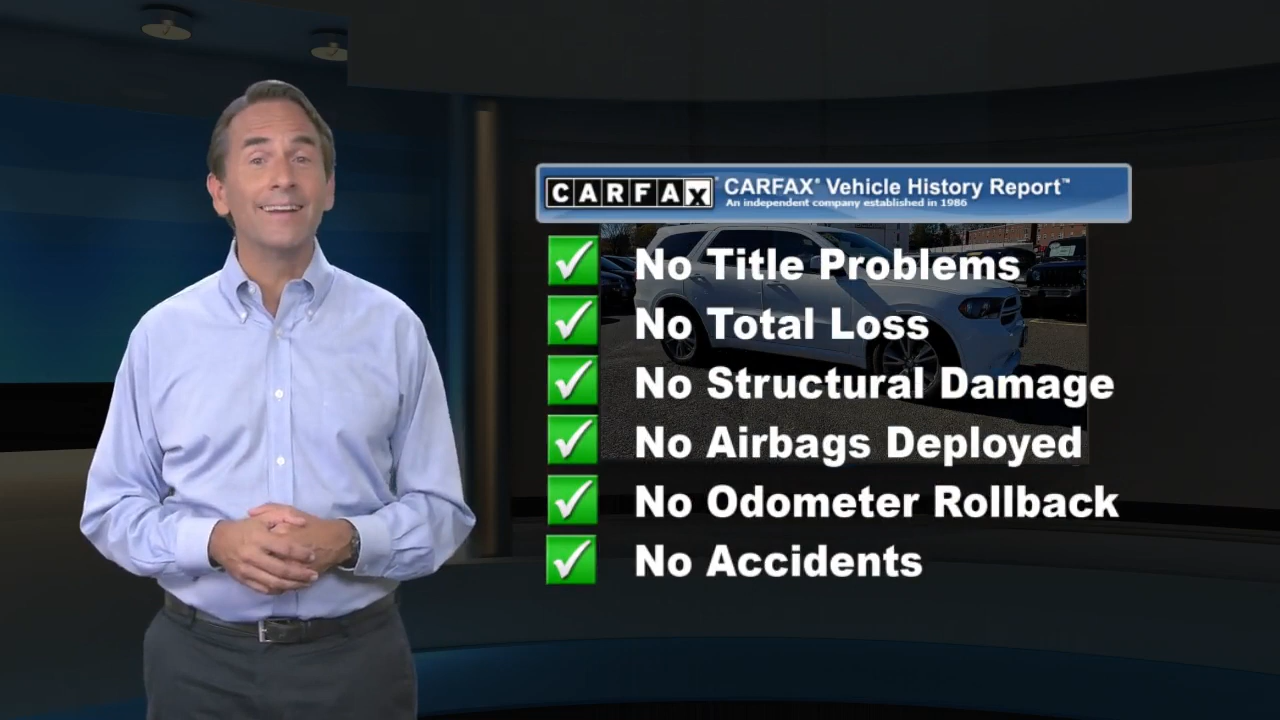 CARFAX CARFAX® Vehicle History Report™
An independent company established in 1986
No Title Problems
No Total Loss
No Structural Damage
No Airbags Deployed
No Odometer Rollback
No Accidents